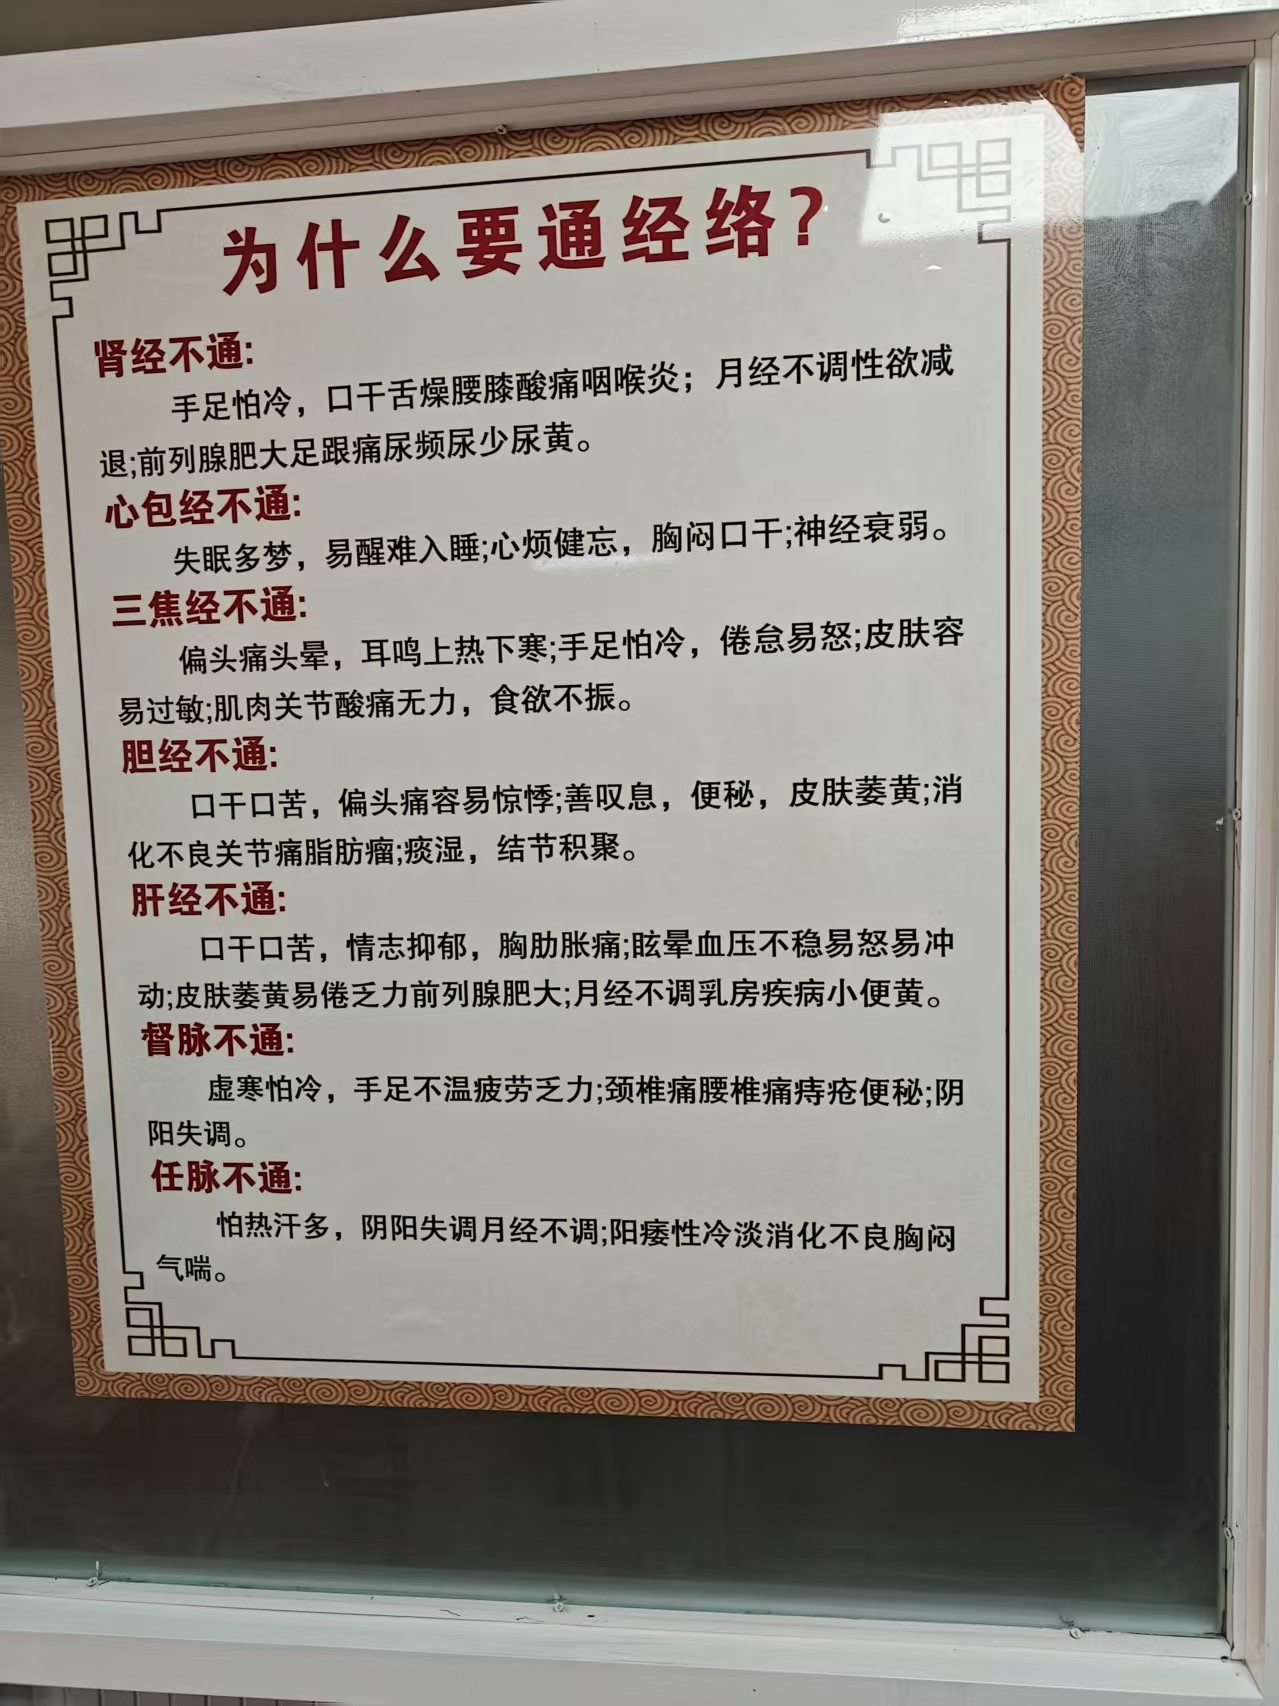 为什么要通经络?
肾经不通:
手足怕冷，口干舌燥腰膝酸痛咽喉炎；月经不调性欲减
退;前列腺肥大足跟痛尿频尿少尿黄。
心包经不通:
失眠多梦，易醒难入睡;心烦健忘，胸闷口干;神经衰弱。
三焦经不通:
偏头痛头晕，耳鸣上热下寒;手足怕冷，倦怠易怒;皮肤容
易过敏;肌肉关节酸痛无力，食欲不振。
胆经不通:
口干口苦，偏头痛容易惊悸;善叹息，便秘，皮肤萎黄;消
化不良关节痛脂肪瘤;痰湿，结节积聚。
肝经不通:
口干口苦，情志抑郁，胸肋胀痛;眩晕血压不稳易怒易冲
动;皮肤萎黄易倦乏力前列腺肥大;月经不调乳房疾病小便黄。
督脉不通:
虚寒怕冷，手足不温疲劳乏力;颈椎痛腰椎痛痔疮便秘;阴
阳失调。
任脉不通:
怕热汗多，阴阳失调月经不调;阳痿性冷淡消化不良胸闷
气喘。